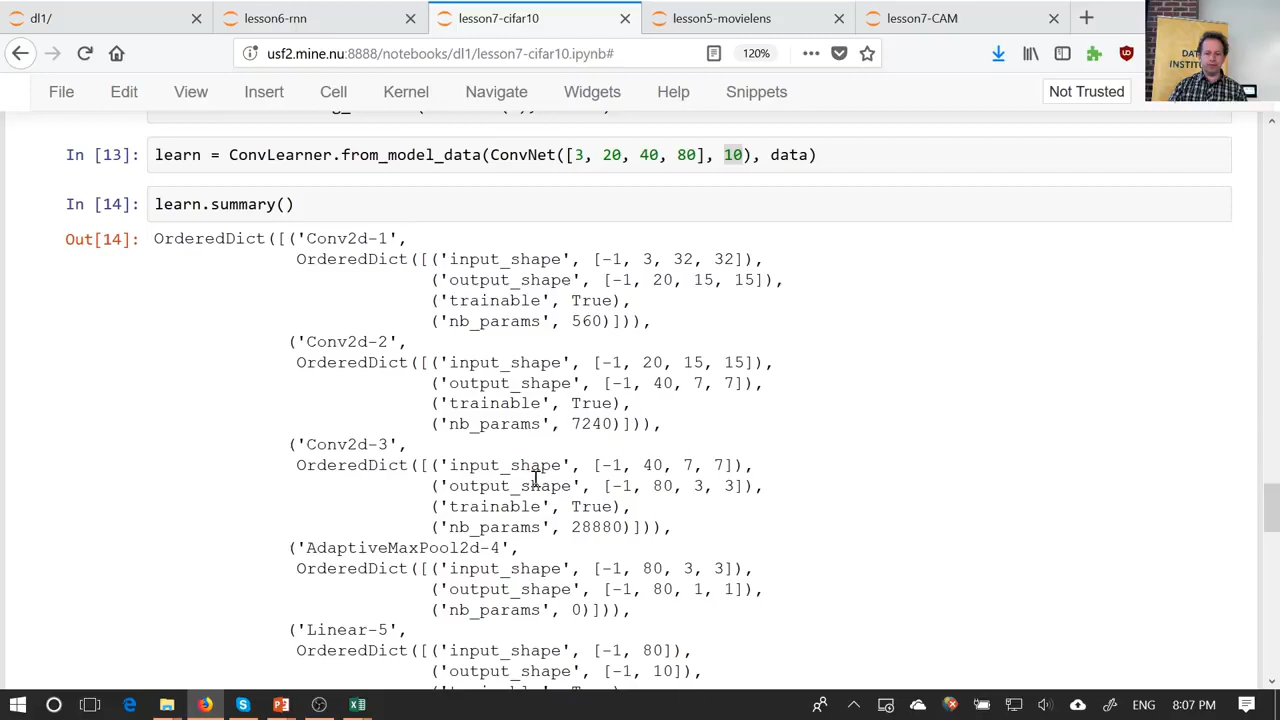 dl1/
lesson6-rnn
lesson7-cifar10
lesson5-movielens
lesson7-CAM
usf2.mine.nu:8888/notebooks/dl1/lesson7-cifar10.ipynb#
120%
DATA
INSTITUTE
File Edit View Insert Cell Kernel Navigate Widgets Help Snippets Not Trusted
In [13]: learn = ConvLearner.from_model_data(ConvNet([3, 20, 40, 80], 10), data)
In [14]: learn.summary()
Out[14]: OrderedDict([('Conv2d-1',
OrderedDict([('input_shape', [-1, 3, 32, 32]),
('output_shape', [-1, 20, 15, 15]),
('trainable', True),
('nb_params', 560)])),
('Conv2d-2',
OrderedDict([('input_shape', [-1, 20, 15, 15]),
('output_shape', [-1, 40, 7, 7]),
('trainable', True),
('nb_params', 7240)])),
('Conv2d-3',
OrderedDict([('input_shape', [-1, 40, 7, 7]),
('output_shape', [-1, 80, 3, 3]),
('trainable', True),
('nb_params', 28880)])),
('AdaptiveMaxPool2d-4',
OrderedDict([('input_shape', [-1, 80, 3, 3]),
('output_shape', [-1, 80, 1, 1]),
('nb_params', 0)])),
('Linear-5',
OrderedDict([('input_shape', [-1, 80]),
('output_shape', [-1, 10]),
ENG 8:07 PM